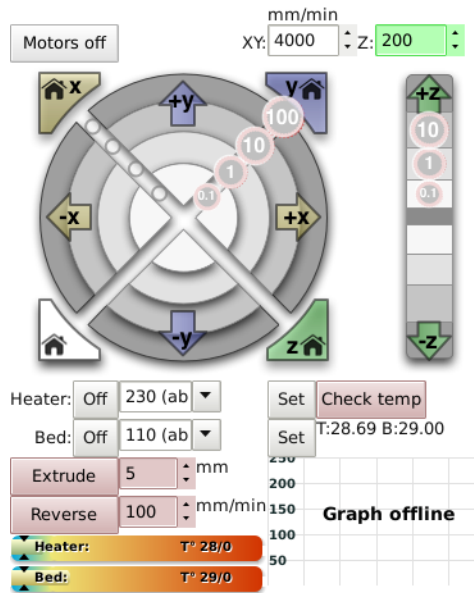 mm/min
Motors off XY: 4000 Z: 200
x y
+y +z
100
10 10
1 1
0.1 0.1
-x +x
-y -z
z
Heater: Off 230 (ab Set Check temp
Bed: Off 110 (ab Set T:28.69 B:29.00
Extrude 5 mm
Reverse 100 mm/min
250
200
150
100
50
Graph offline
Heater: T° 28/0
Bed: T° 29/0